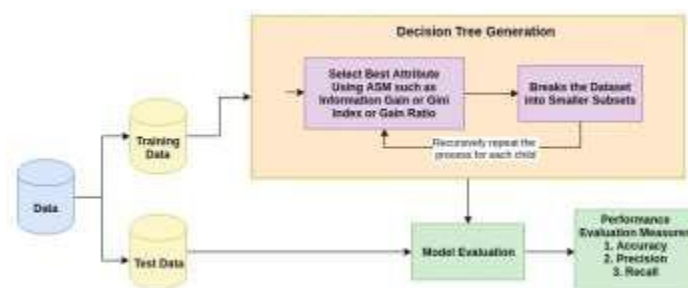 Decision Tree Generation
Select Best Attribute
Using ASM such as
Information Gain or Gini
Index or Gain Ratio
Breaks the Dataset
into Smaller Subsets
Recursively repeat the
process for each child
Training
Data
Data
Test Data
Model Evaluation
Performance
Evaluation Measures
1. Accuracy
2. Precision
3. Recall